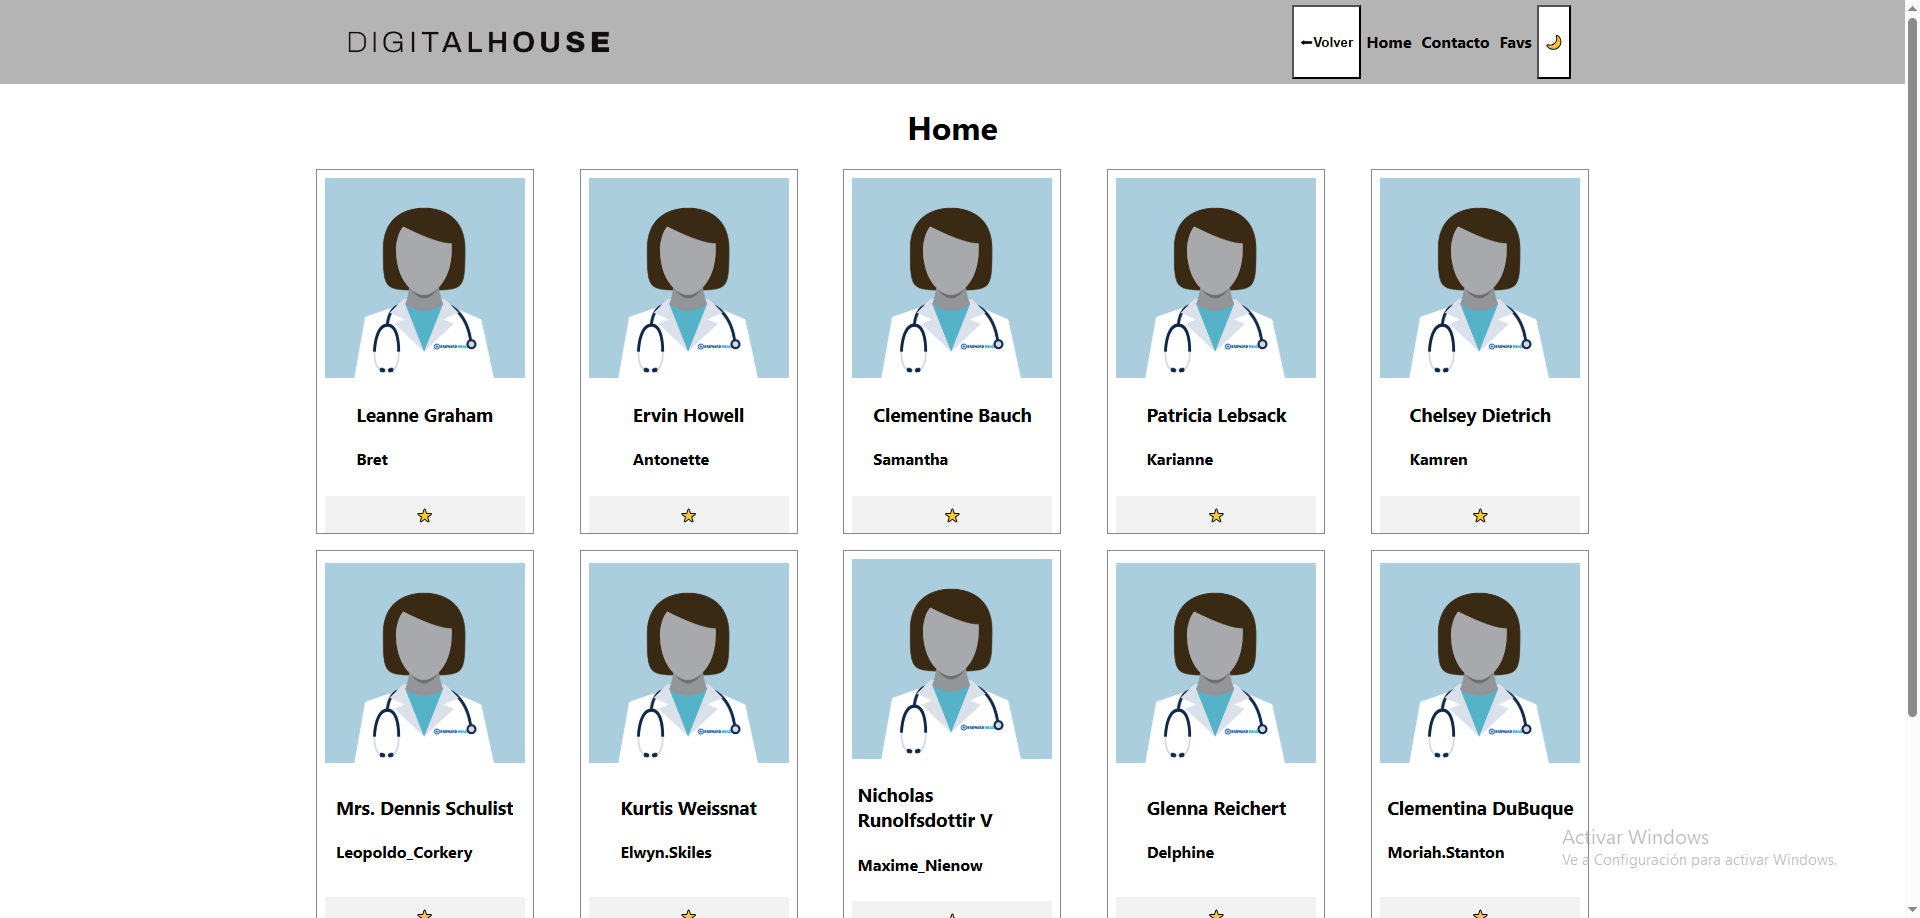 DIGITALHOUSE
⬅Volver Home Contacto Favs 🌙
Home
Leanne Graham
Bret
⭐
Ervin Howell
Antonette
⭐
Clementine Bauch
Samantha
⭐
Patricia Lebsack
Karianne
⭐
Chelsey Dietrich
Kamren
⭐
Mrs. Dennis Schulist
Leopoldo_Corkery
Kurtis Weissnat
Elwyn.Skiles
Nicholas
Runolfsdottir V
Maxime_Nienow
Glenna Reichert
Delphine
Clementina DuBuque
Moriah.Stanton
Activar Windows
Ve a Configuración para activar Windows.